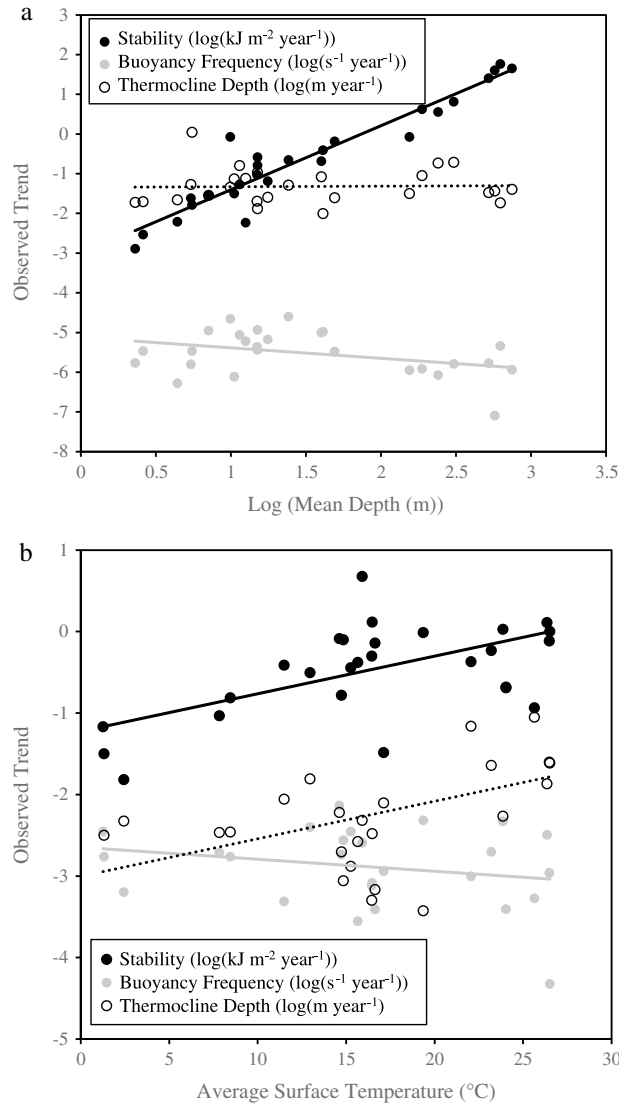 a
3
2
1
0
-1
-2
-3
-4
-5
-6
-7
-8
Observed Trend
Stability (log(kJ m-2 year-1))
Buoyancy Frequency (log(s-1 year-1))
Thermocline Depth (log(m year-1)
0 0.5 1 1.5 2 2.5 3 3.5
Log (Mean Depth (m))
b
1
0
-1
-2
-3
-4
-5
Observed Trend
Stability (log(kJ m-2 year-1))
Buoyancy Frequency (log(s-1 year-1))
Thermocline Depth (log(m year-1)
0 5 10 15 20 25 30
Average Surface Temperature (°C)